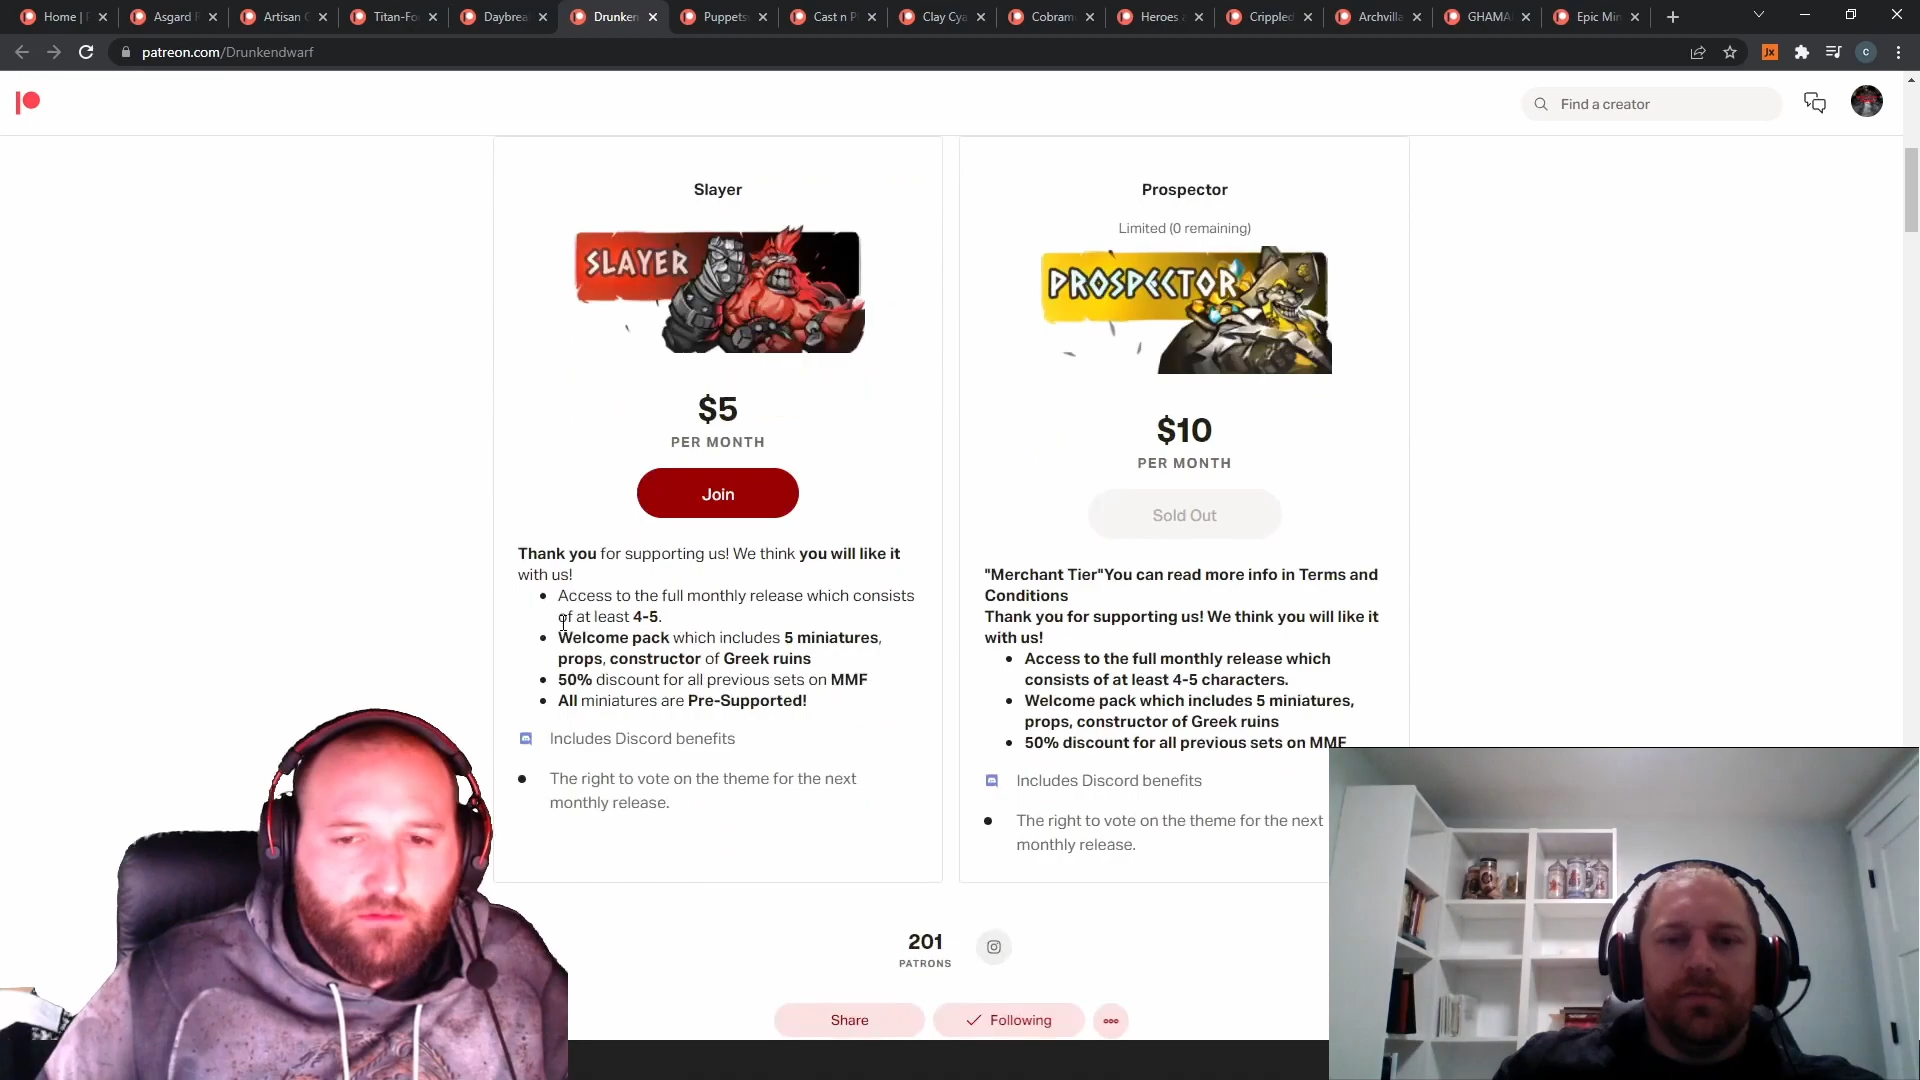 Home | P
Asgard R
Artisan G
Titan-Fo
Daybrea
Drunken
Puppets
Cast n P
Clay Cya
Cobram
Heroes a
Crippled
Archvilla
GHAMA
Epic Min
patreon.com/Drunkendwarf
Jx
c
Find a creator
Slayer
SLAYER
$5
PER MONTH
Join
Thank you for supporting us! We think you will like it
with us!
Access to the full monthly release which consists
of at least 4-5.
Welcome pack which includes 5 miniatures,
props, constructor of Greek ruins
50% discount for all previous sets on MMF
All miniatures are Pre-Supported!
Includes Discord benefits
The right to vote on the theme for the next
monthly release.
Prospector
Limited (0 remaining)
PROSPECTOR
$10
PER MONTH
Sold Out
"Merchant Tier"You can read more info in Terms and
Conditions
Thank you for supporting us! We think you will like it
with us!
Access to the full monthly release which
consists of at least 4-5 characters.
Welcome pack which includes 5 miniatures,
props, constructor of Greek ruins
50% discount for all previous sets on MMF
Includes Discord benefits
The right to vote on the theme for the next
monthly release.
201
PATRONS
Share
Following